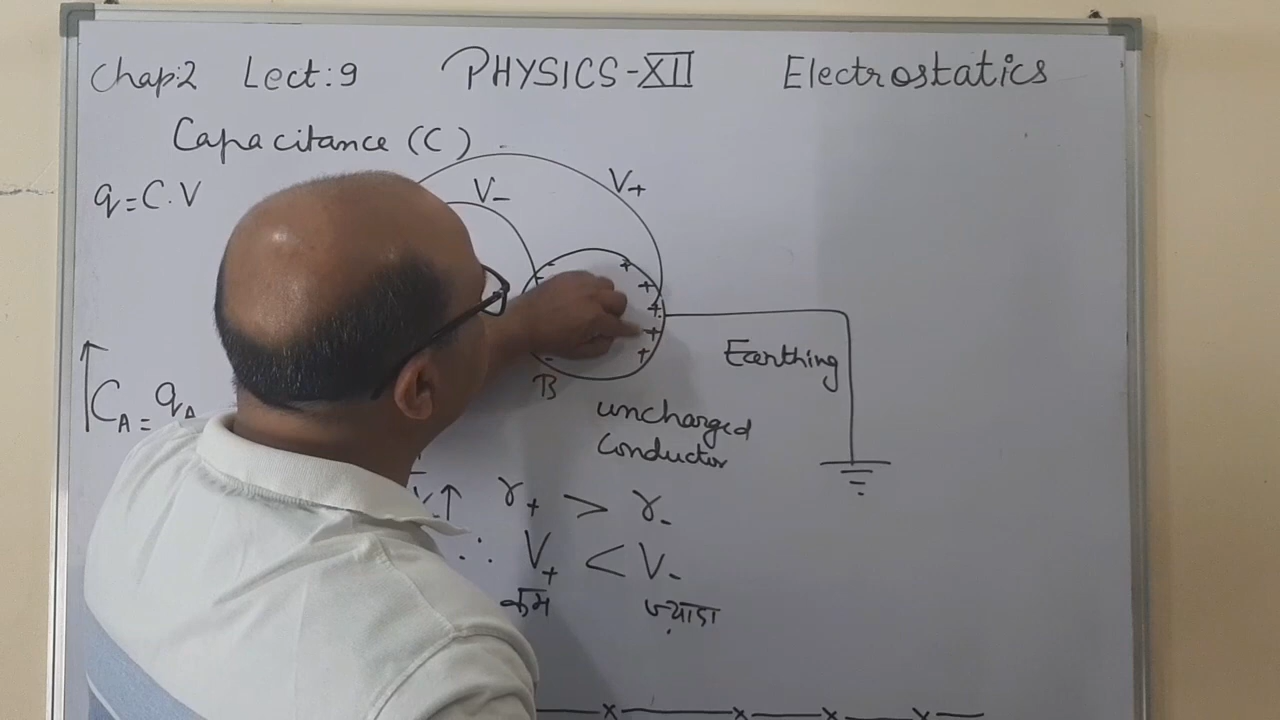 Chap:2 Lect:9 PHYSICS-XII Electrostatics
Capacitance (C)
q=C.V
V- V+
- + + + + +
Earthing
B
C_A = q_A
uncharged
Conductor
r+ > r-
∴ V+ < V-
कम ज्यादा